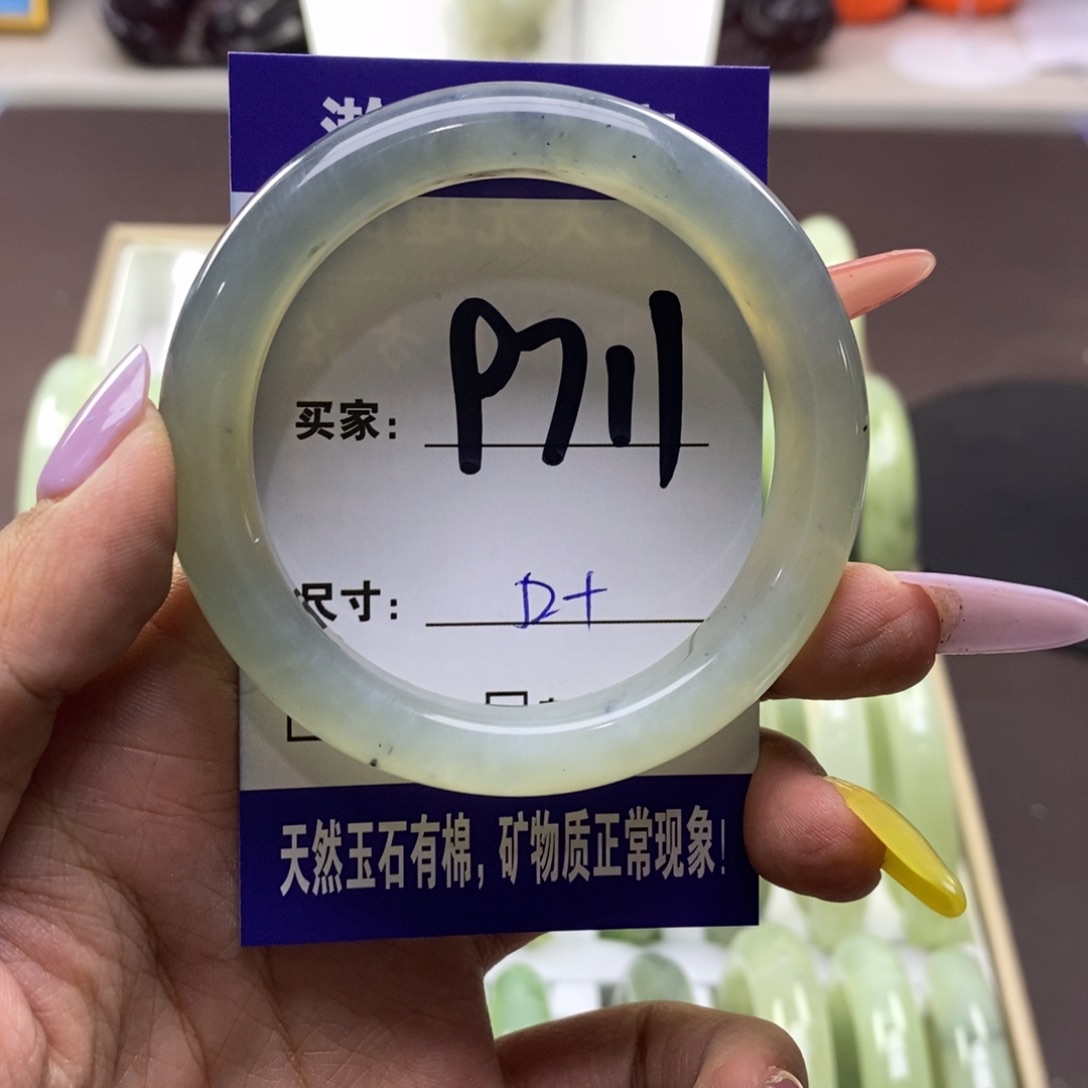 买家: P711
尺寸: D+
天然玉石有棉,矿物质正常现象!